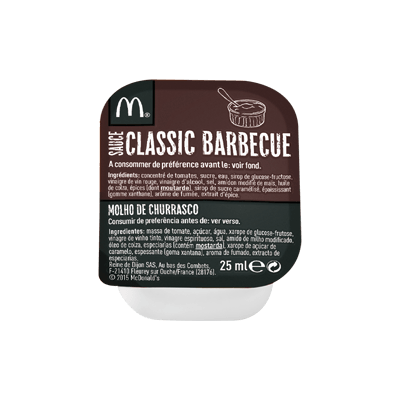 M®
SAUCE
CLASSIC BARBECUE
A consommer de préférence avant le: voir fond.
Ingrédients: concentré de tomates, sucre, eau, sirop de glucose-fructose,
vinaigre de vin rouge, vinaigre d'alcool, sel, amidon modifié de maïs, huile
de colza, épices (dont moutarde), sirop de sucre caramélisé, épaississant
(gomme xanthane), arôme de fumée, extrait d'épice.
MOLHO DE CHURRASCO
Consumir de preferência antes de: ver verso.
Ingredientes: massa de tomate, açúcar, água, xarope de glucose-frutose,
vinagre de vinho tinto, vinagre espirituoso, sal, amido de milho modificado,
óleo de colza, especiarias (contém mostarda), xarope de açúcar de
caramelo, espessante (goma xantana), aroma de fumado, extracto de
especiarias.
Reine de Dijon SAS, Au bas des Combets,
F-21410 Fleurey sur Ouche/France (28176).
© 2015 McDonald's
25 ml e